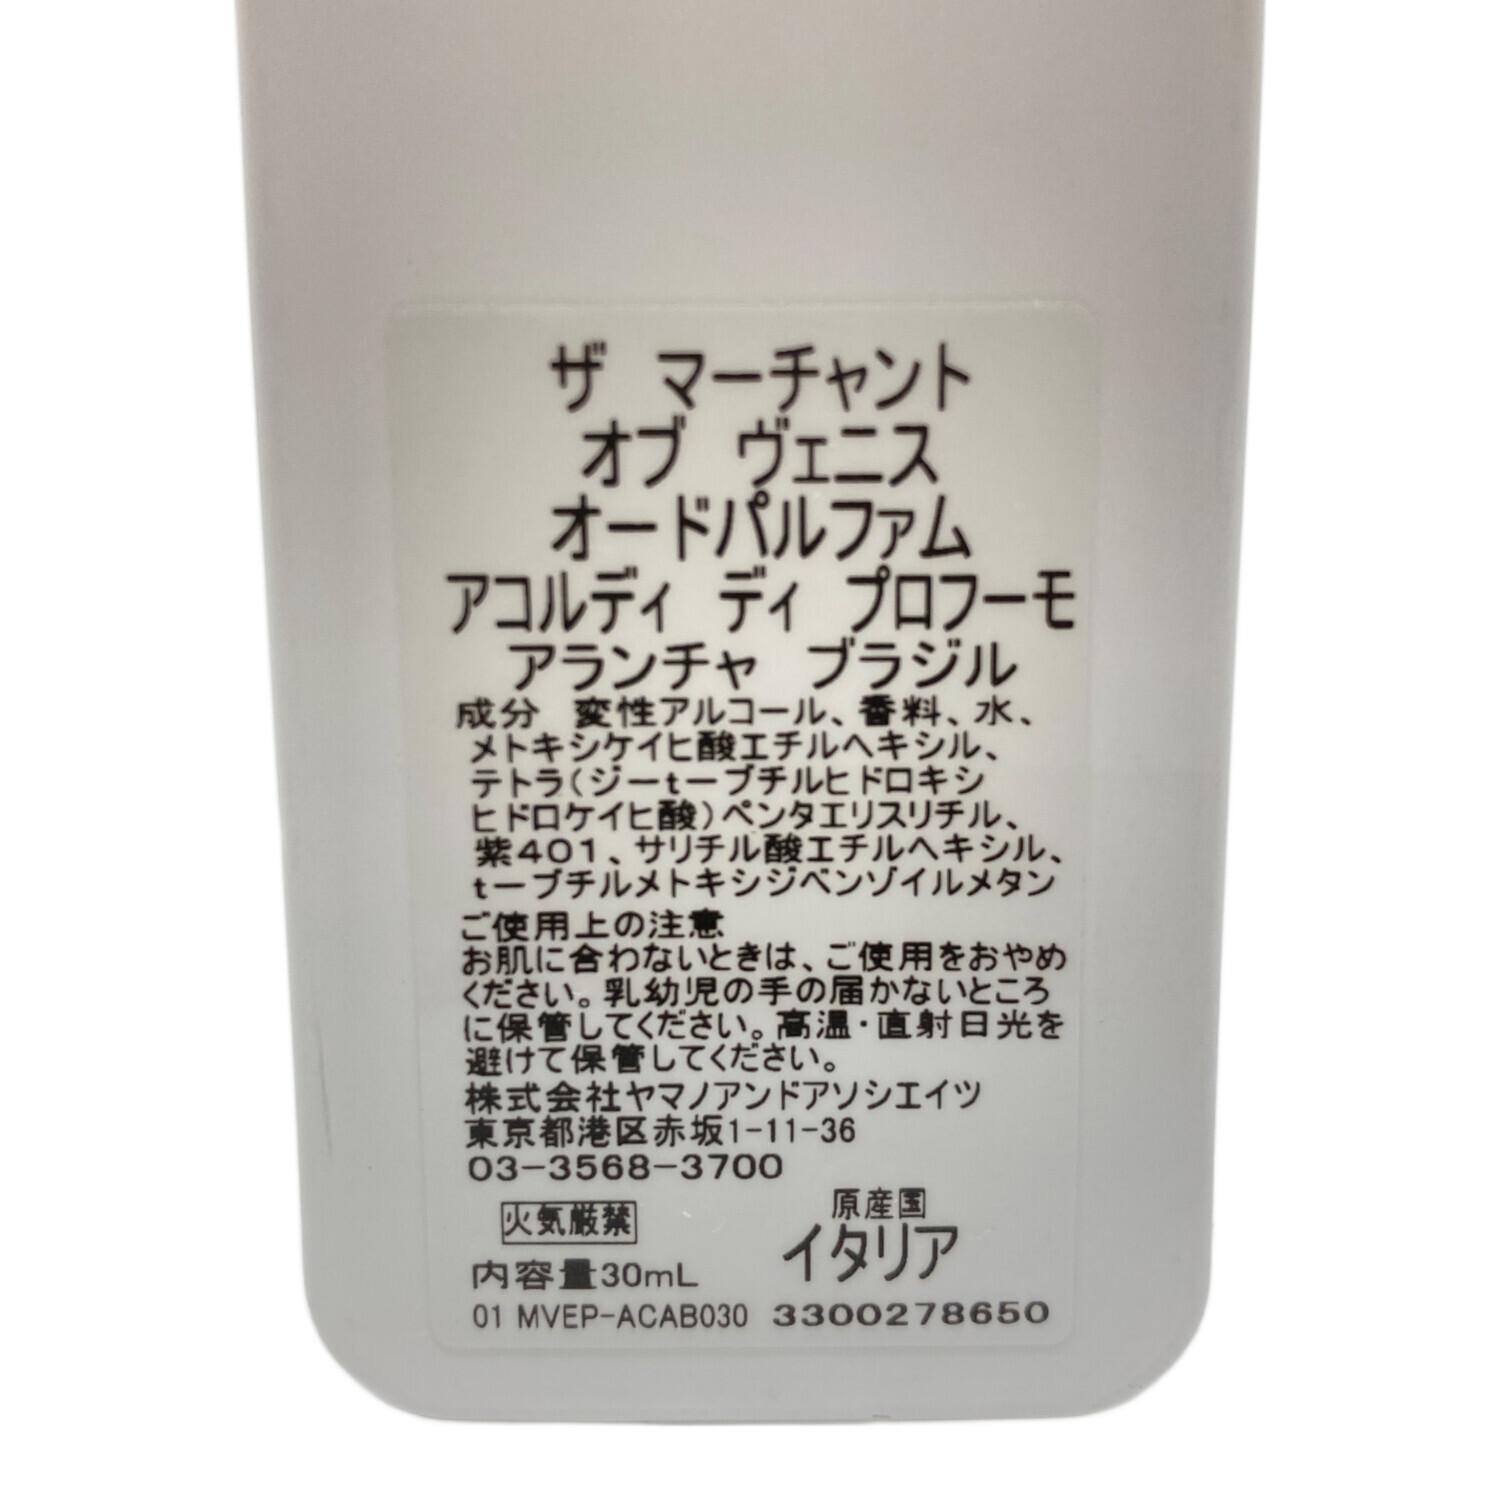 ザ マーチャント
オブ ヴェニス
オードパルファム
アコルディ ディ プロフーモ
アランチャ ブラジル
成分 変性アルコール、香料、水、
メトキシケイヒ酸エチルヘキシル、
テトラ(ジーtーブチルヒドロキシ
ヒドロケイヒ酸)ペンタエリスリチル、
紫401、サリチル酸エチルヘキシル、
tーブチルメトキシジベンゾイルメタン
ご使用上の注意
お肌に合わないときは、ご使用をおやめ
ください。乳幼児の手の届かないところ
に保管してください。高温・直射日光を
避けて保管してください。
株式会社ヤマノアンドアソシエイツ
東京都港区赤坂1-11-36
03-3568-3700
火気厳禁
原産国
イタリア
内容量30mL
01 MVEP-ACAB030 3300278650